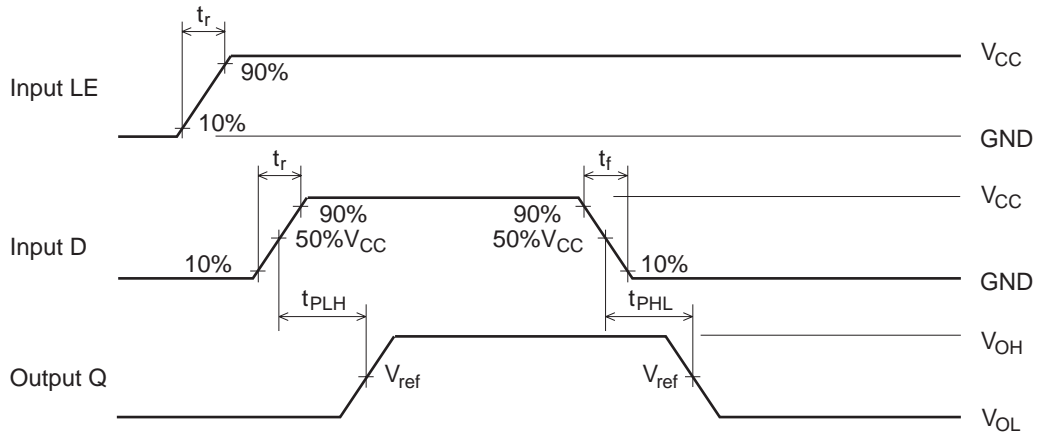 tr
VCC
90%
Input LE
10%
GND
tr
tf
VCC
90%
90%
50%VCC
50%VCC
Input D
10%
10%
GND
tPLH
tPHL
VOH
Output Q
Vref
Vref
VOL